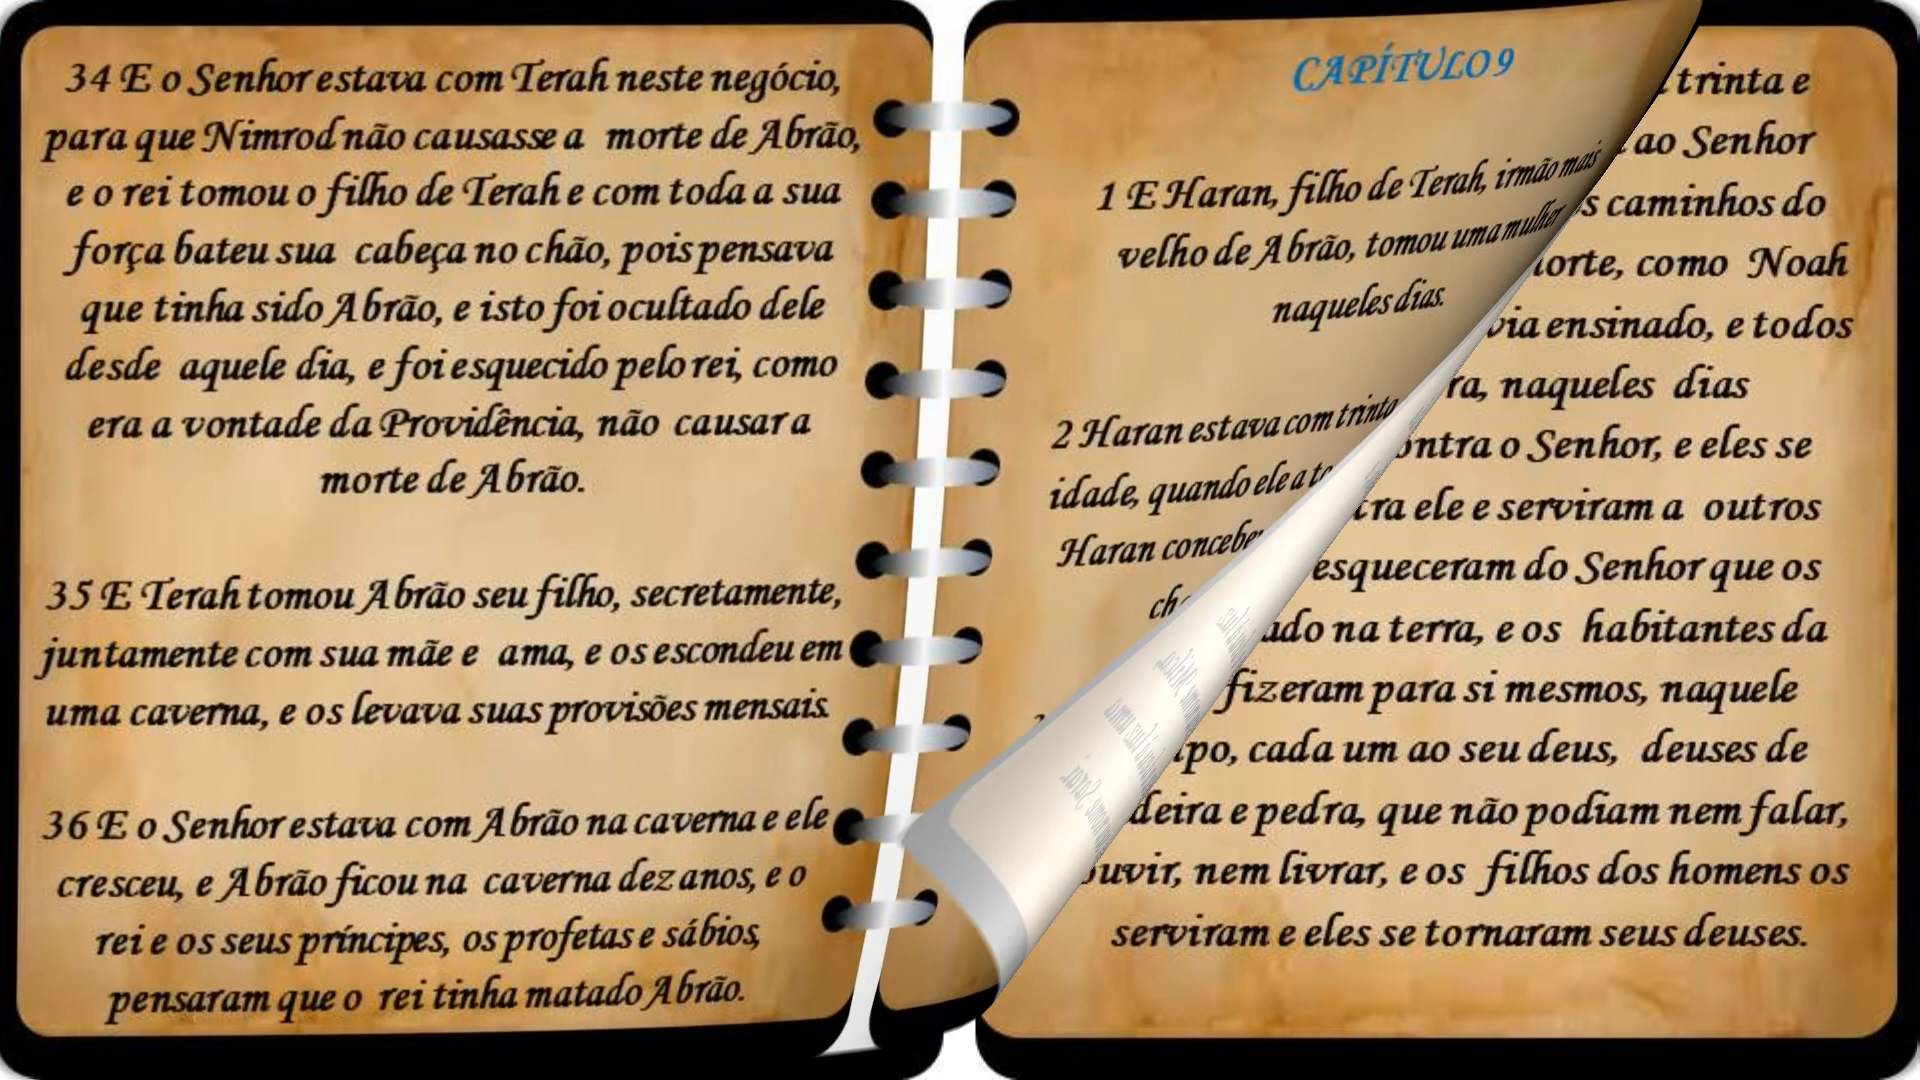 34 E o Senhor estava com Terah neste negócio,
para que Nimrod não causasse a morte de Abrão,
e o rei tomou o filho de Terah e com toda a sua
força bateu sua cabeça no chão, pois pensava
que tinha sido Abrão, e isto foi ocultado dele
desde aquele dia, e foi esquecido pelo rei, como
era a vontade da Providência, não causar a
morte de Abrão.
35 E Terah tomou Abrão seu filho, secretamente,
juntamente com sua mãe e ama, e os escondeu em
uma caverna, e os levava suas provisões mensais.
36 E o Senhor estava com Abrão na caverna e ele
cresceu, e Abrão ficou na caverna dez anos, e o
rei e os seus príncipes, os profetas e sábios,
pensaram que o rei tinha matado Abrão.
CAPÍTULO 9
1 E Haran, filho de Terah, irmão mais
velho de Abrão, tomou uma mulher
naqueles dias.
2 Haran estava com trinta
idade, quando ele a
Haran
trinta e
ao Senhor
caminhos do
como Noah
ensinado, e todos
naqueles dias
o Senhor, e eles se
ele e serviram a outros
esqueceram do Senhor que os
na terra, e os habitantes da
fizeram para si mesmos, naquele
cada um ao seu deus, deuses de
e pedra, que não podiam nem falar,
nem livrar, e os filhos dos homens os
serviram e eles se tornaram seus deuses.